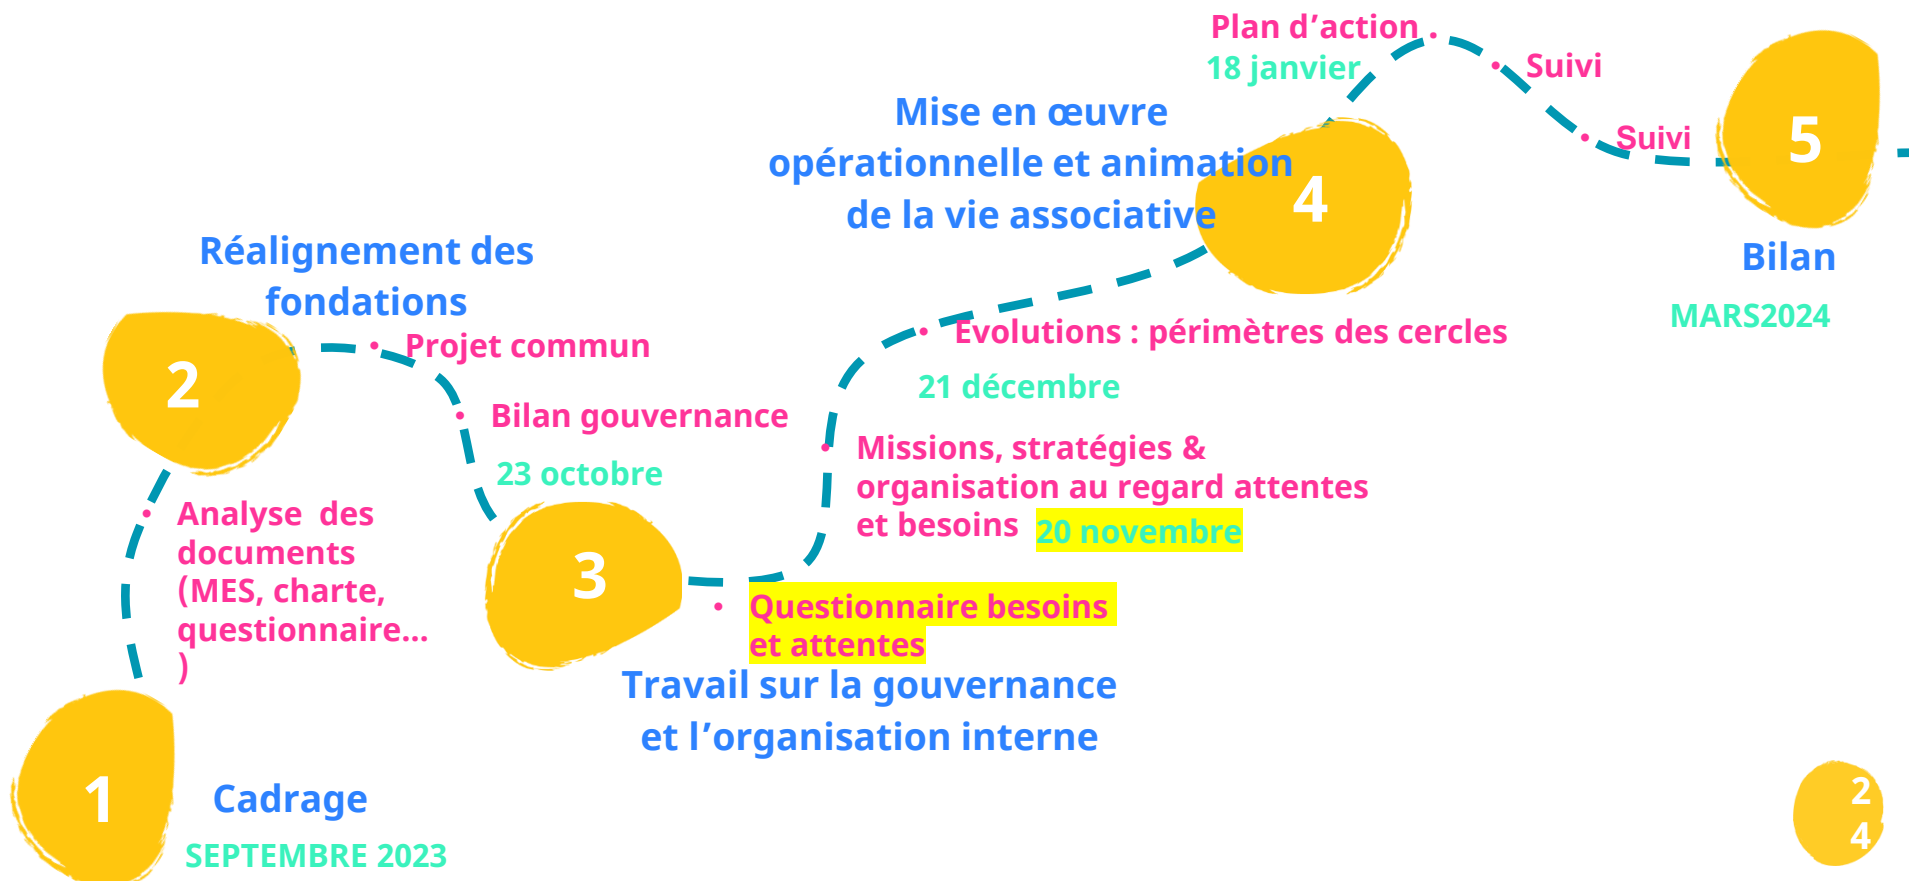 1
Cadrage
SEPTEMBRE 2023
• Analyse  des
documents
(MES, charte,
questionnaire...
)
2
Réalignement des
fondations
• Projet commun
• Bilan gouvernance
23 octobre
3
Travail sur la gouvernance
et l’organisation interne
• Questionnaire besoins
et attentes
• Missions, stratégies &
organisation au regard attentes
et besoins 20 novembre
• Evolutions : périmètres des cercles
21 décembre
4
Mise en œuvre
opérationnelle et animation
de la vie associative
Plan d’action •
18 janvier
• Suivi
• Suivi
5
Bilan
MARS2024
2
4